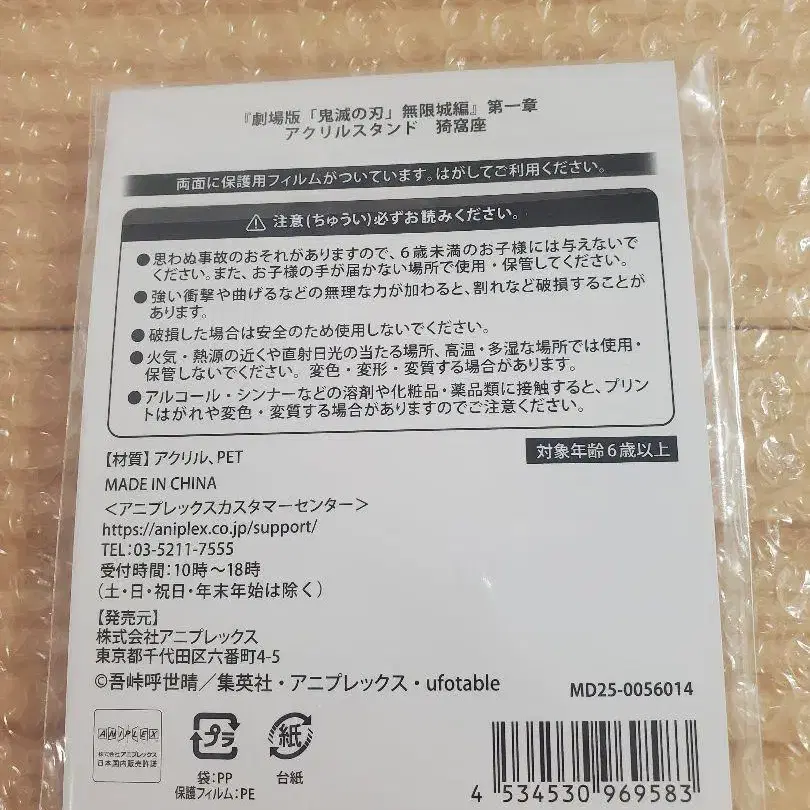 『劇場版「鬼滅の刃」無限城編』第一章
アクリルスタンド 猗窩座
両面に保護用フィルムがついています。はがしてご利用ください。
注意(ちゅうい)必ずお読みください。
●思わぬ事故のおそれがありますので、6歳未満のお子様には与えないで
ください。また、お子様の手が届かない場所で使用・保管してください。
●強い衝撃や曲げるなどの無理な力が加わると、割れなど破損することが
あります。
●破損した場合は安全のため使用しないでください。
●火気・熱源の近くや直射日光の当たる場所、高温・多湿な場所では使用・
保管しないでください。変色・変形・変質する場合があります。
●アルコール・シンナーなどの溶剤や化粧品・薬品類に接触すると、プリン
トはがれや変色・変質する場合がありますのでご注意ください。
対象年齢6歳以上
【材質】アクリル、PET
MADE IN CHINA
＜アニプレックスカスタマーセンター＞
https://aniplex.co.jp/support/
TEL:03-5211-7555
受付時間:10時〜18時
(土・日・祝日・年末年始は除く)
【発売元】
株式会社アニプレックス
東京都千代田区六番町4-5
©吾峠呼世晴／集英社・アニプレックス・ufotable
MD25-0056014
ANIPLEX
株式会社アニプレックス
日本国内販売許諾
プラ
袋:PP
保護フィルム:PE
紙
台紙
4 534530 969583